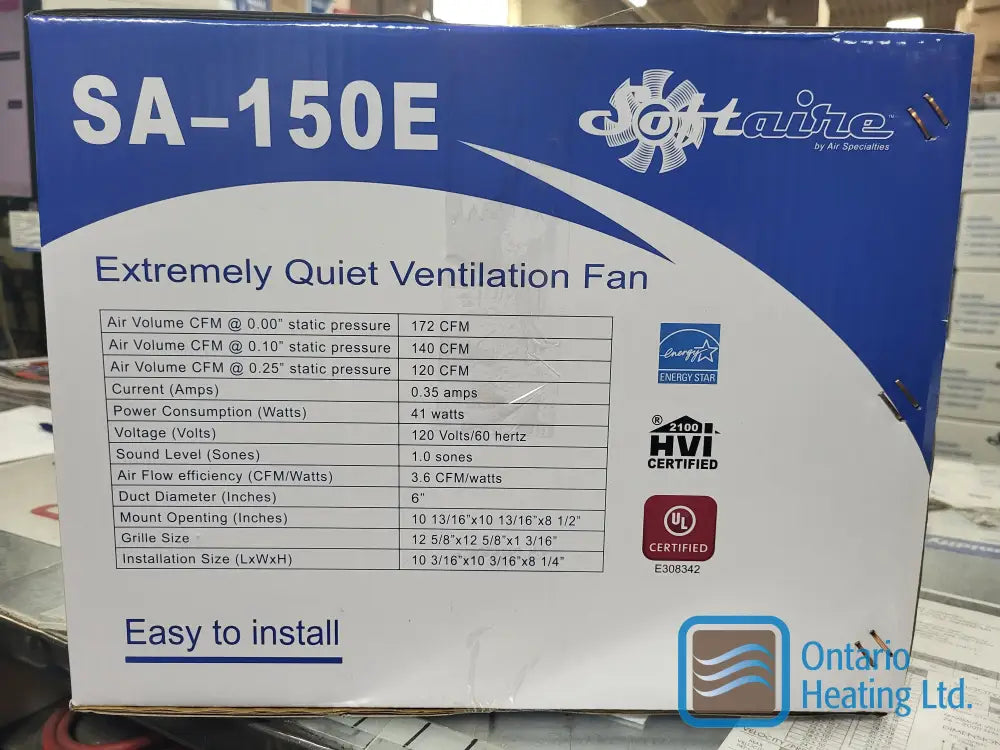 SA-150E
Softaire™
by Air Specialties
Extremely Quiet Ventilation Fan
Air Volume CFM @ 0.00” static pressure 172 CFM
Air Volume CFM @ 0.10” static pressure 140 CFM
Air Volume CFM @ 0.25” static pressure 120 CFM
Current (Amps) 0.35 amps
Power Consumption (Watts) 41 watts
Voltage (Volts) 120 Volts/60 hertz
Sound Level (Sones) 1.0 sones
Air Flow efficiency (CFM/Watts) 3.6 CFM/watts
Duct Diameter (Inches) 6”
Mount Openting (Inches) 10 13/16”x10 13/16”x8 1/2”
Grille Size 12 5/8”x12 5/8”x1 3/16”
Installation Size (LxWxH) 10 3/16”x10 3/16”x8 1/4”
energy
ENERGY STAR
® 2100
HVI
CERTIFIED
UL
CERTIFIED
E308342
Easy to install
Ontario
Heating Ltd.